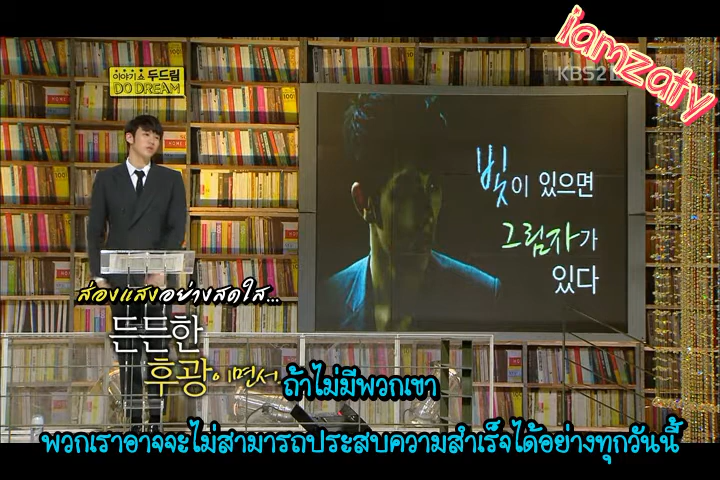 iamzaty
이야기쇼 두드림
DO DREAM
KBS2
빛이 있으면
그림자가
있다
ส่องแสงอย่างสดใส...
든든한
후광이면서
ถ้าไม่มีพวกเขา
พวกเราอาจจะไม่สามารถประสบความสำเร็จได้อย่างทุกวันนี้